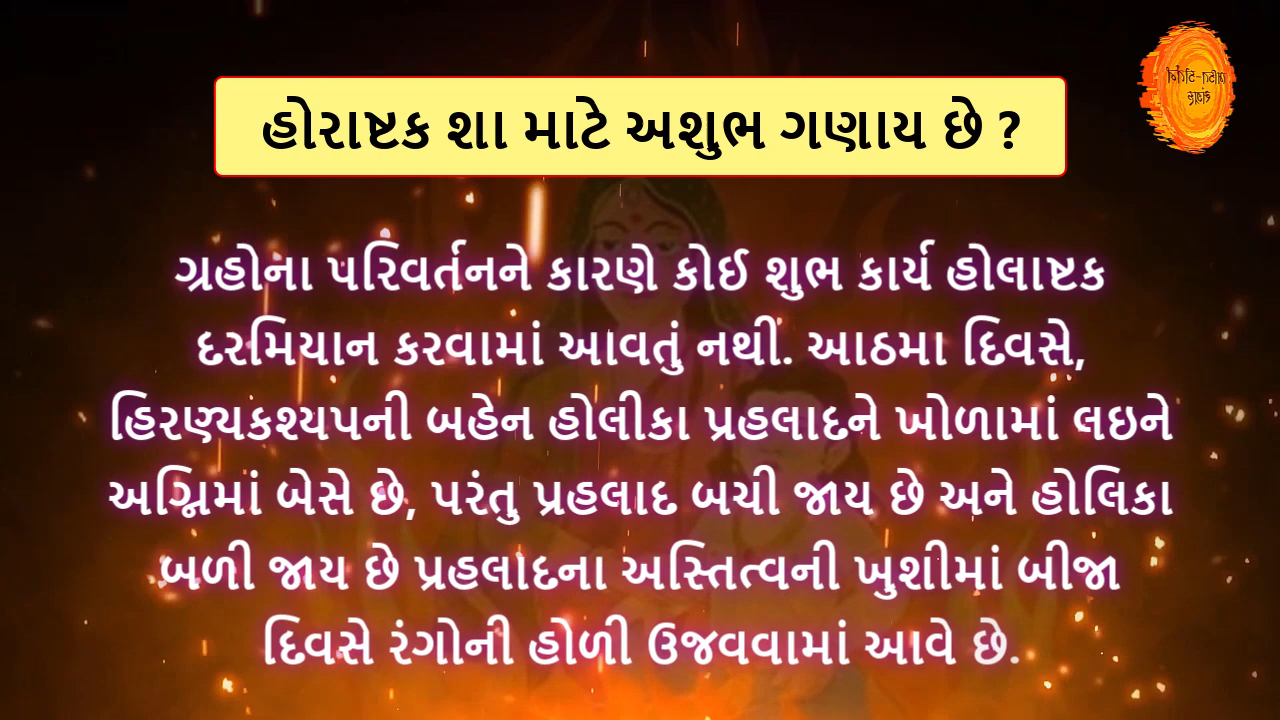 હોરાષ્ટક શા માટે અશુભ ગણાય છે ?
ગ્રહોના પરિવર્તનને કારણે કોઈ શુભ કાર્ય હોલાષ્ટક
દરમિયાન કરવામાં આવતું નથી. આઠમા દિવસે,
હિરણ્યકશ્યપની બહેન હોલીકા પ્રહલાદને ખોળામાં લઇને
અગ્નિમાં બેસે છે, પરંતુ પ્રહલાદ બચી જાય છે અને હોલિકા
બળી જાય છે પ્રહલાદના અસ્તિત્વની ખુશીમાં બીજા
દિવસે રંગોની હોળી ઉજવવામાં આવે છે.